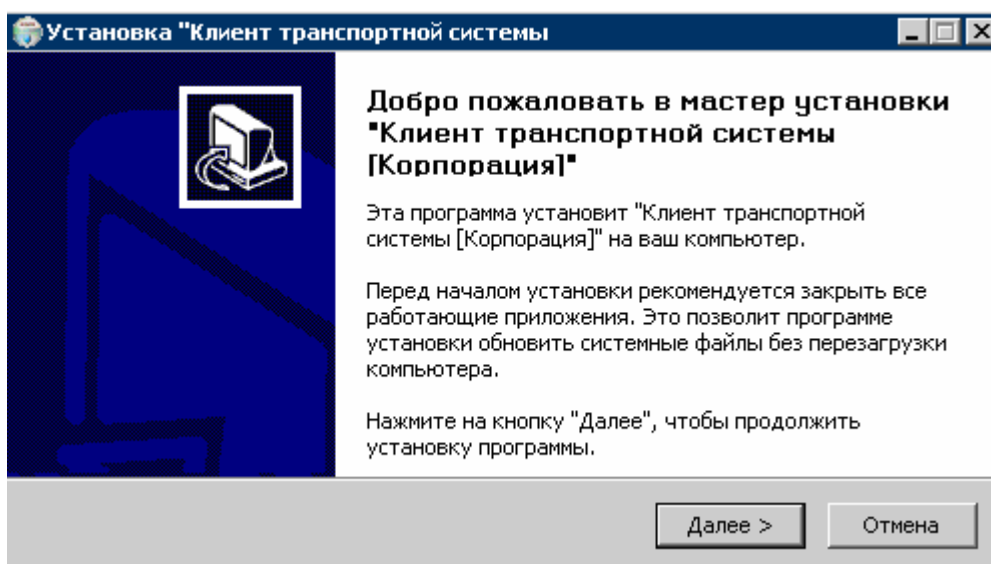 Установка "Клиент транспортной системы
Добро пожаловать в мастер установки
"Клиент транспортной системы
[Корпорация]"
Эта программа установит "Клиент транспортной
системы [Корпорация]" на ваш компьютер.
Перед началом установки рекомендуется закрыть все
работающие приложения. Это позволит программе
установки обновить системные файлы без перезагрузки
компьютера.
Нажмите на кнопку "Далее", чтобы продолжить
установку программы.
Далее >
Отмена